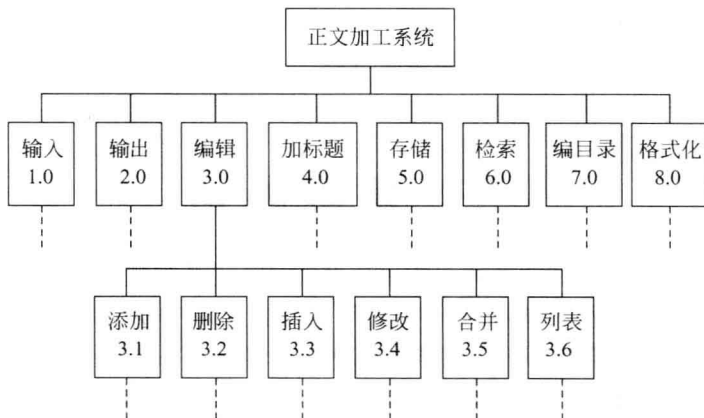 正文加工系统
输入 输出 编辑 加标题 存储 检索 编目录 格式化
1.0 2.0 3.0 4.0 5.0 6.0 7.0 8.0
添加 删除 插入 修改 合并 列表
3.1 3.2 3.3 3.4 3.5 3.6